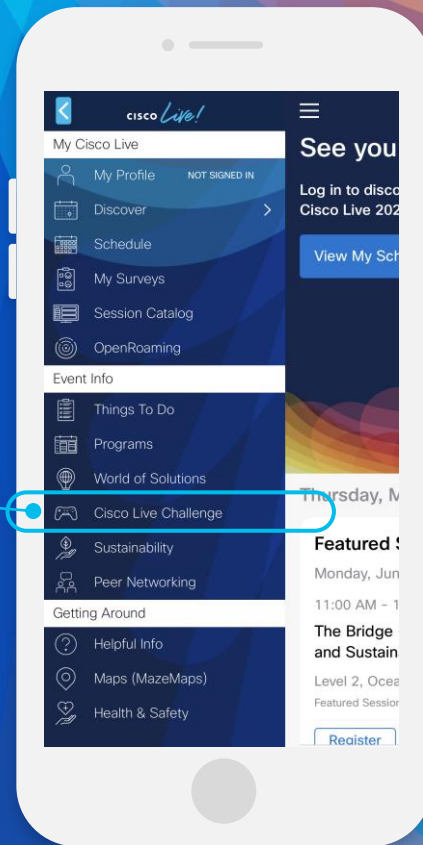 CISCO Live!
My Cisco Live
My Profile NOT SIGNED IN
Discover
Schedule
My Surveys
Session Catalog
OpenRoaming
Event Info
Things To Do
Programs
World of Solutions
Cisco Live Challenge
Sustainability
Peer Networking
Getting Around
Helpful Info
Maps (MazeMaps)
Health & Safety
See you
Log in to disco
Cisco Live 202
View My Sch
Thursday, M
Featured S
Monday, Jun
11:00 AM - 1
The Bridge
and Sustain
Level 2, Ocea
Featured Session
Register